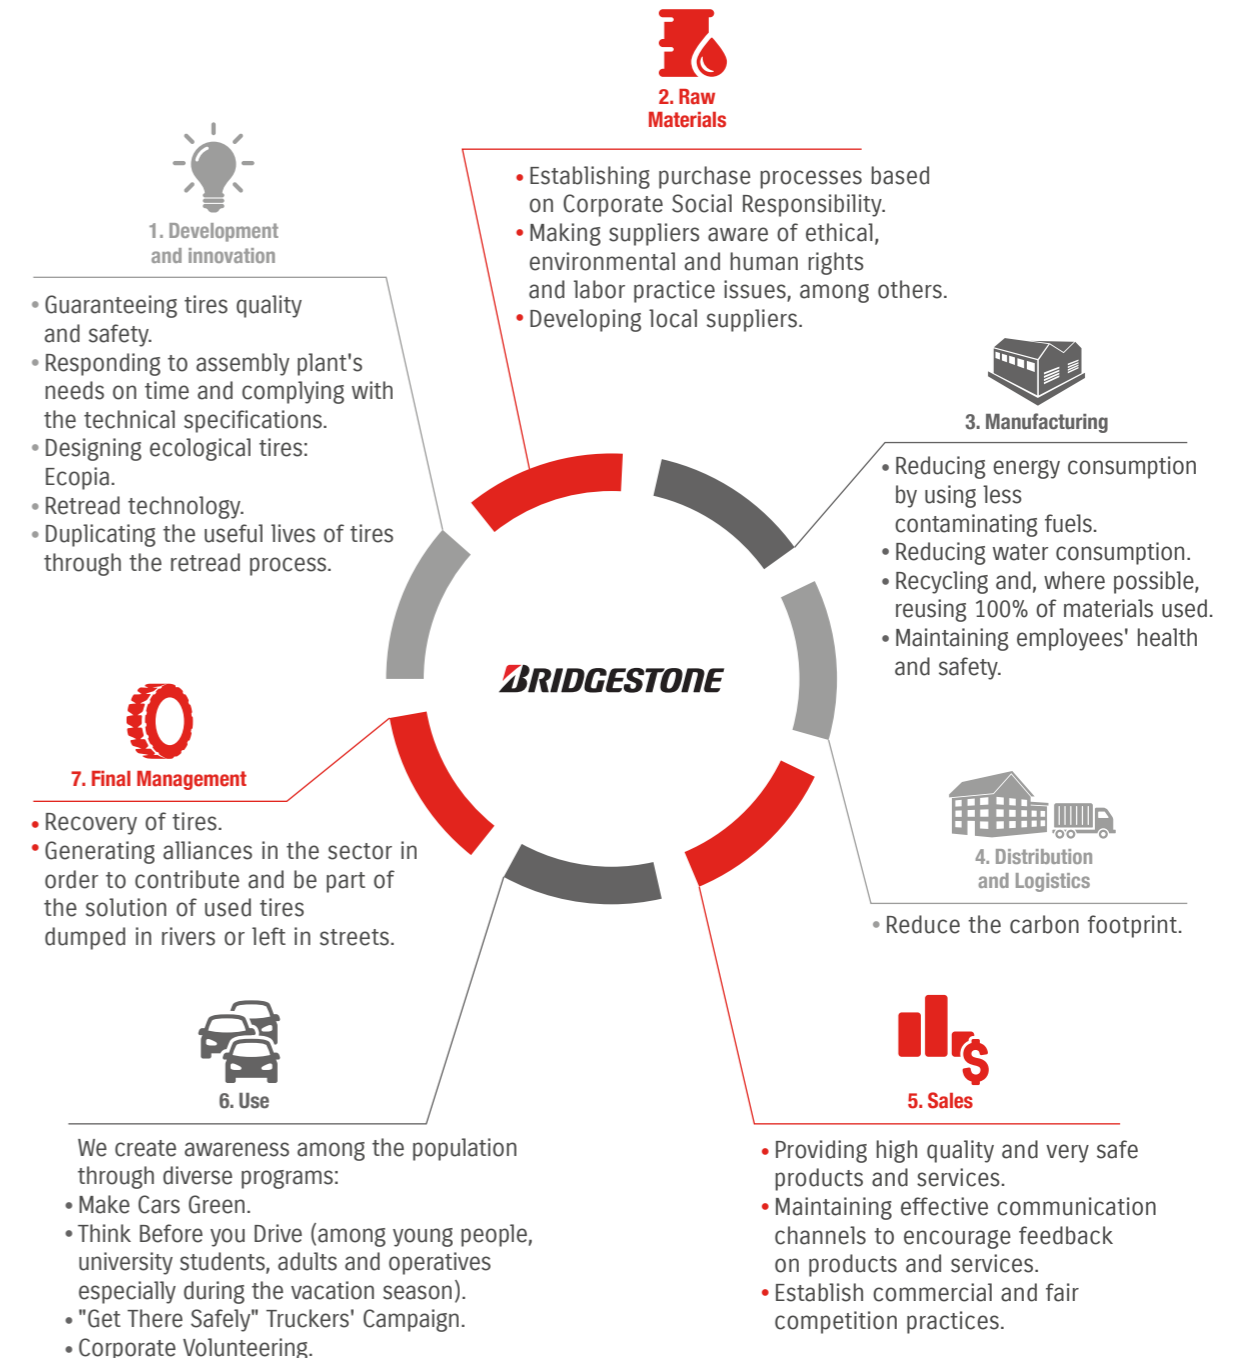 2. Raw
Materials
• Establishing purchase processes based
on Corporate Social Responsibility.
• Making suppliers aware of ethical,
environmental and human rights
and labor practice issues, among others.
• Developing local suppliers.
1. Development
and innovation
• Guaranteeing tires quality
and safety.
• Responding to assembly plant's
needs on time and complying with
the technical specifications.
• Designing ecological tires:
Ecopia.
• Retread technology.
• Duplicating the useful lives of tires
through the retread process.
3. Manufacturing
• Reducing energy consumption
by using less
contaminating fuels.
• Reducing water consumption.
• Recycling and, where possible,
reusing 100% of materials used.
• Maintaining employees' health
and safety.
BRIDGESTONE
7. Final Management
• Recovery of tires.
• Generating alliances in the sector in
order to contribute and be part of
the solution of used tires
dumped in rivers or left in streets.
4. Distribution
and Logistics
• Reduce the carbon footprint.
6. Use
We create awareness among the population
through diverse programs:
• Make Cars Green.
• Think Before you Drive (among young people,
university students, adults and operatives
especially during the vacation season).
• "Get There Safely" Truckers' Campaign.
• Corporate Volunteering.
$
5. Sales
• Providing high quality and very safe
products and services.
• Maintaining effective communication
channels to encourage feedback
on products and services.
• Establish commercial and fair
competition practices.